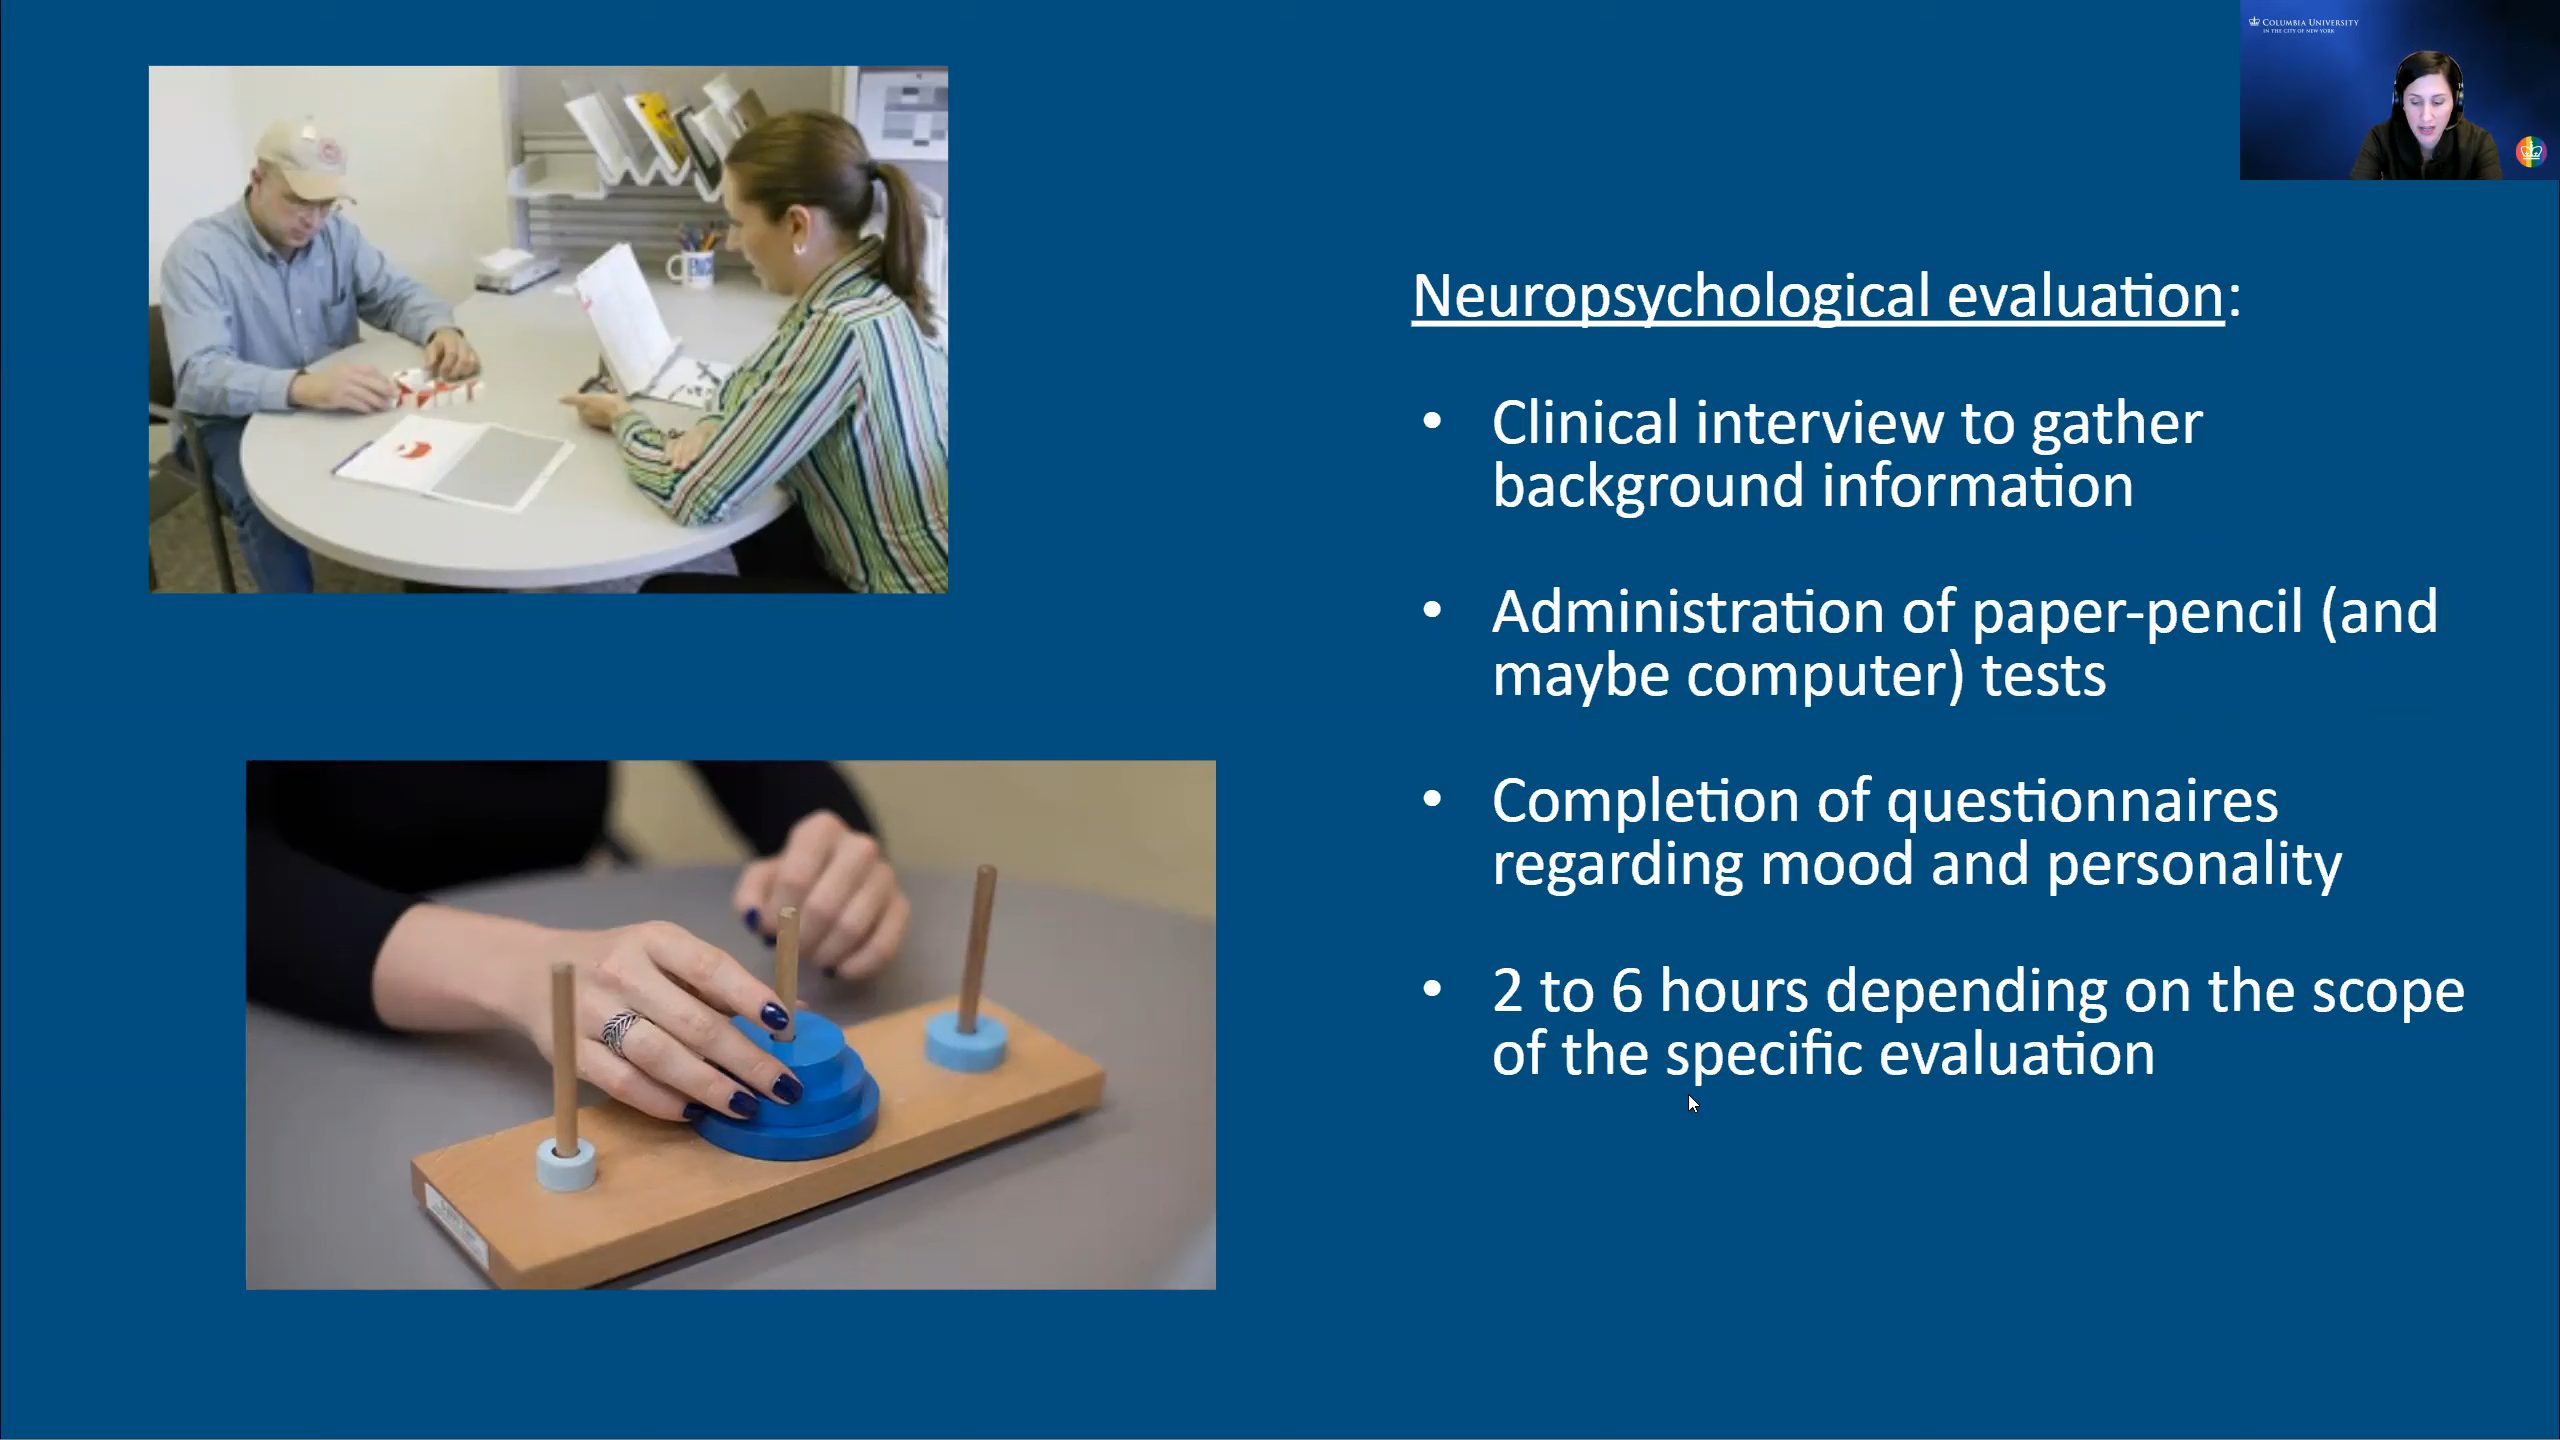 COLUMBIA UNIVERSITY
IN THE CITY OF NEW YORK
Neuropsychological evaluation:
• Clinical interview to gather
background information
• Administration of paper-pencil (and
maybe computer) tests
• Completion of questionnaires
regarding mood and personality
• 2 to 6 hours depending on the scope
of the specific evaluation